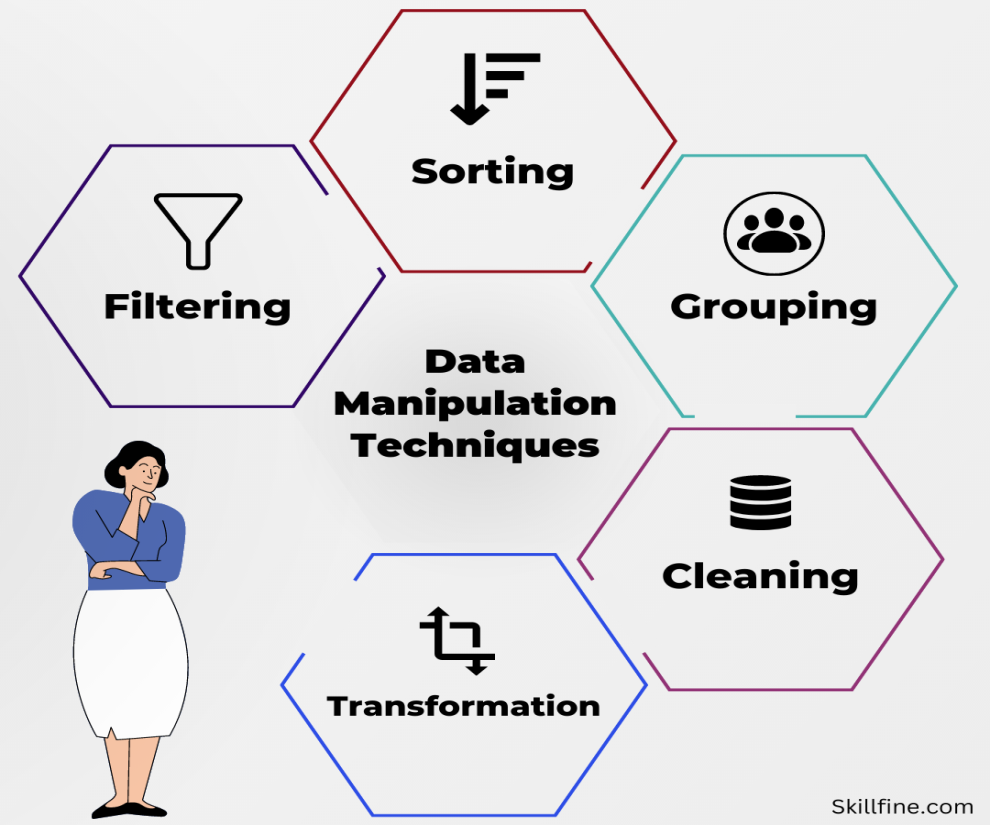 Sorting
Filtering
Grouping
Data
Manipulation
Techniques
Cleaning
Transformation
Skillfine.com